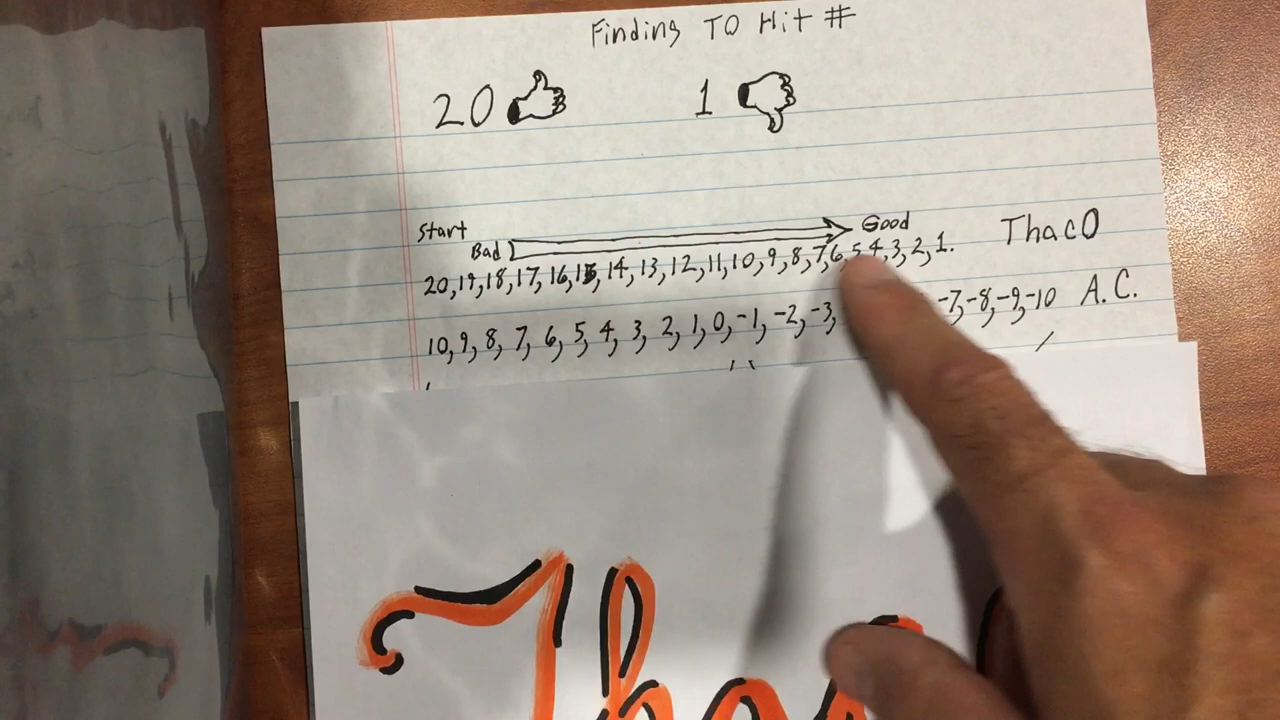 Finding TO Hit #
20 1
Start
Bad Good
20,19,18,17,16,15,14,13,12,11,10,9,8,7,6,5,4,3,2,1. Thac0
10,9,8,7,6,5,4,3,2,1,0,-1,-2,-3, -7,-8,-9,-10 A.C.